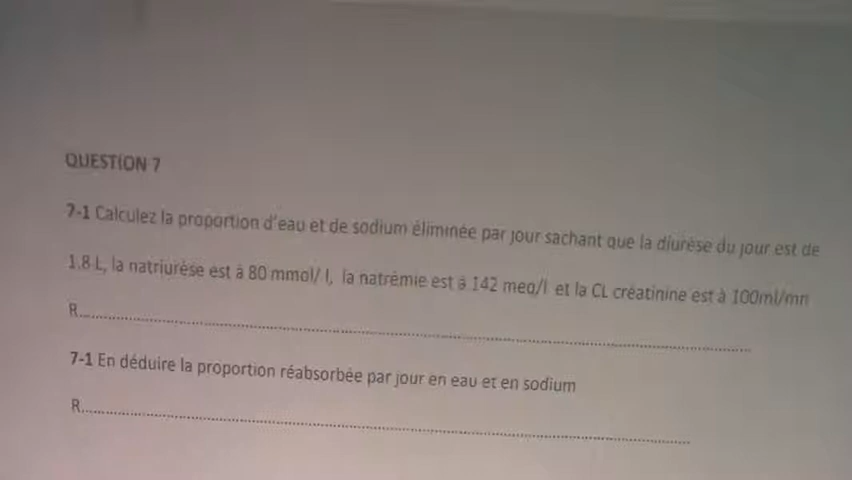 QUESTION 7
7-1 Calculez la proportion d'eau et de sodium éliminée par jour sachant que la diurèse du jour est de
1.8 L, la natriurèse est à 80 mmol/ l, la natrémie est à 142 meq/l et la CL créatinine est à 100ml/mn
R..............................................................................................................
7-1 En déduire la proportion réabsorbée par jour en eau et en sodium
R..............................................................................................................